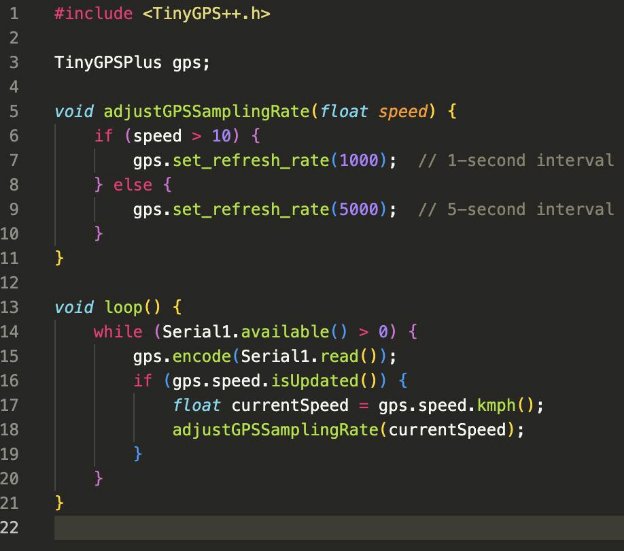 1 #include <TinyGPS++.h>
2
3 TinyGPSPlus gps;
4
5 void adjustGPSSamplingRate(float speed) {
6     if (speed > 10) {
7         gps.set_refresh_rate(1000);  // 1-second interval
8     } else {
9         gps.set_refresh_rate(5000);  // 5-second interval
10     }
11 }
12
13 void loop() {
14     while (Serial1.available() > 0) {
15         gps.encode(Serial1.read());
16         if (gps.speed.isUpdated()) {
17             float currentSpeed = gps.speed.kmph();
18             adjustGPSSamplingRate(currentSpeed);
19         }
20     }
21 }
22